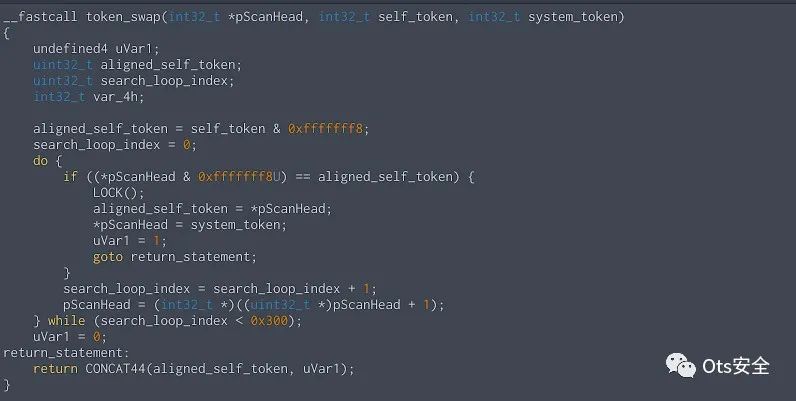 __fastcall token_swap(int32_t *pScanHead, int32_t self_token, int32_t system_token)
{
    undefined4 uVar1;
    uint32_t aligned_self_token;
    uint32_t search_loop_index;
    int32_t var_4h;

    aligned_self_token = self_token & 0xfffffff8;
    search_loop_index = 0;
    do {
        if ((*pScanHead & 0xfffffff8U) == aligned_self_token) {
            LOCK();
            aligned_self_token = *pScanHead;
            *pScanHead = system_token;
            uVar1 = 1;
            goto return_statement;
        }
        search_loop_index = search_loop_index + 1;
        pScanHead = (int32_t *)((uint32_t *)pScanHead + 1);
    } while (search_loop_index < 0x300);
    uVar1 = 0;
return_statement:
    return CONCAT44(aligned_self_token, uVar1);
}
Ots安全